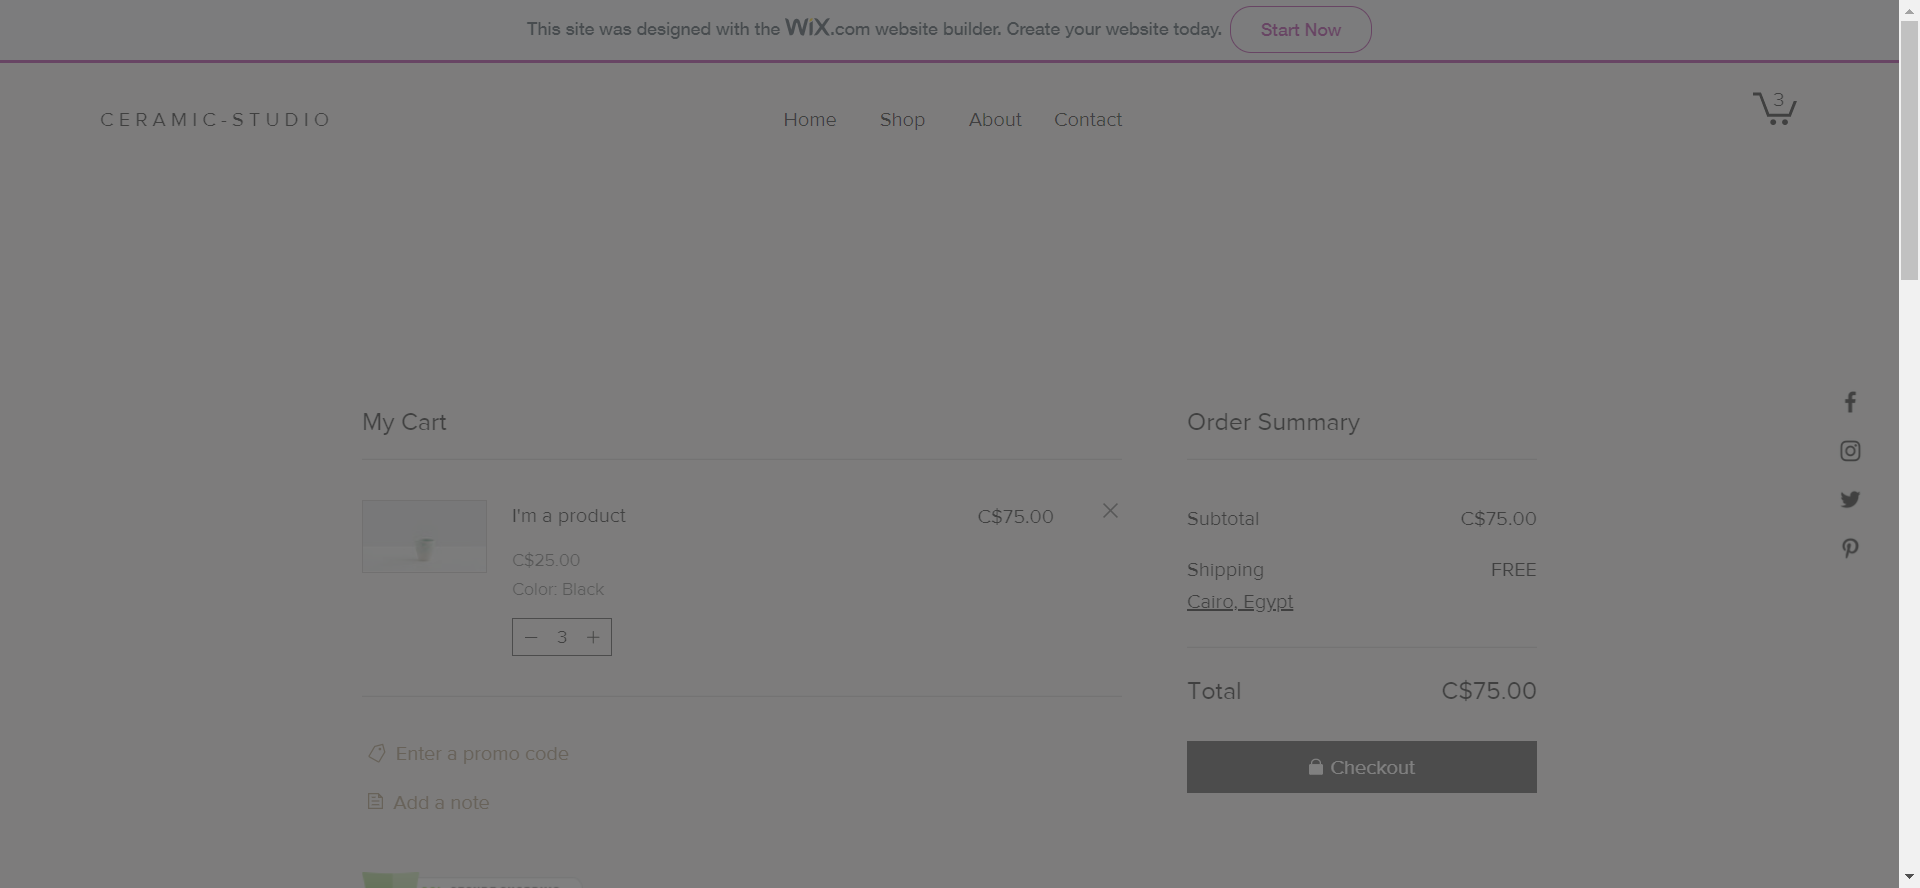 This site was designed with the WiX.com website builder. Create your website today. Start Now
CERAMIC-STUDIO
Home Shop About Contact
3
My Cart
I'm a product C$75.00
C$25.00
Color: Black
3
Enter a promo code
Add a note
Order Summary
Subtotal C$75.00
Shipping FREE
Cairo, Egypt
Total C$75.00
Checkout